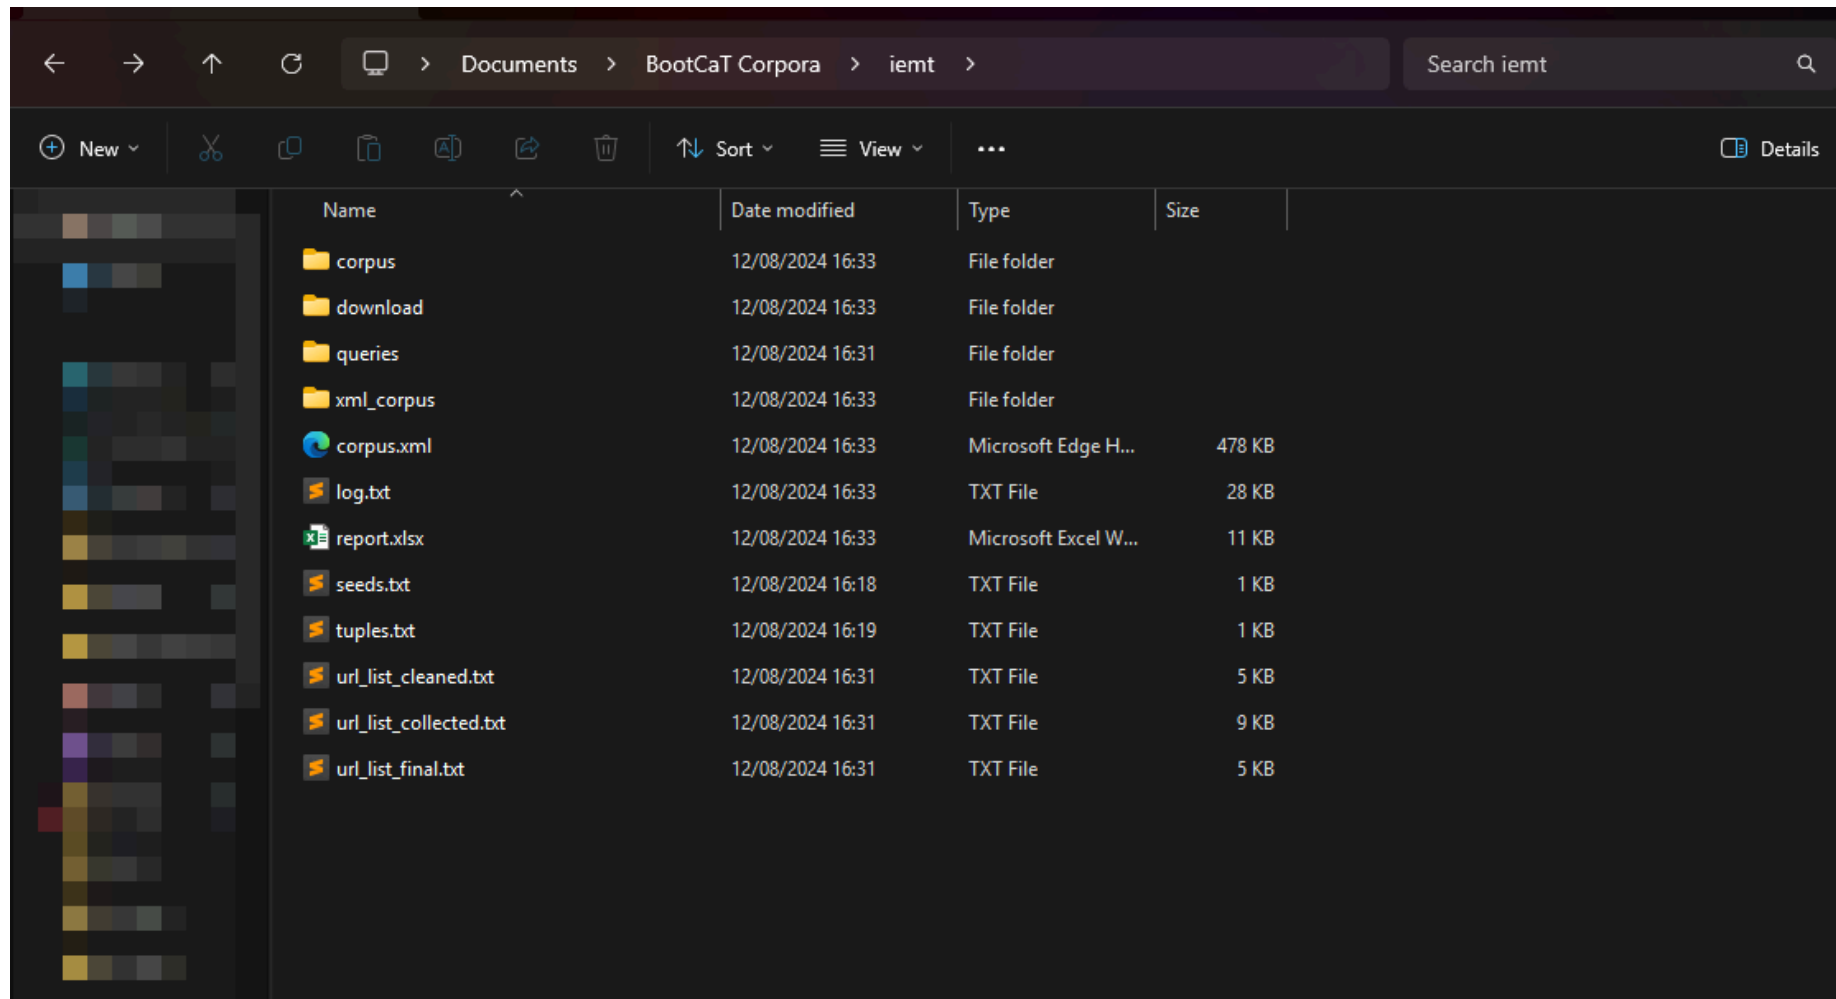 Documents > BootCaT Corpora > iemt > Search iemt
New Sort View ... Details
Name Date modified Type Size
corpus 12/08/2024 16:33 File folder
download 12/08/2024 16:33 File folder
queries 12/08/2024 16:31 File folder
xml_corpus 12/08/2024 16:33 File folder
corpus.xml 12/08/2024 16:33 Microsoft Edge H... 478 KB
log.txt 12/08/2024 16:33 TXT File 28 KB
report.xlsx 12/08/2024 16:33 Microsoft Excel W... 11 KB
seeds.txt 12/08/2024 16:18 TXT File 1 KB
tuples.txt 12/08/2024 16:19 TXT File 1 KB
url_list_cleaned.txt 12/08/2024 16:31 TXT File 5 KB
url_list_collected.txt 12/08/2024 16:31 TXT File 9 KB
url_list_final.txt 12/08/2024 16:31 TXT File 5 KB